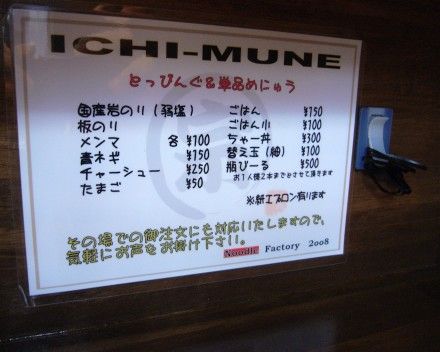 ICHI-MUNE
とっぴんぐ&単品めにゅう
国産岩のり(弱塩)
板のり
メンマ 各 ¥100
青ネギ ¥150
チャーシュー ¥250
たまご ¥50
ごはん ¥150
ごはん小 ¥100
ちゃー丼 ¥300
替え玉(細) ¥100
瓶びーる ¥500
お1人様2本までとさせて頂きます
※紙エプロン有ります
その場での御注文にも対応いたしますので、
気軽にお声をお掛け下さい。
Noodle Factory 2008